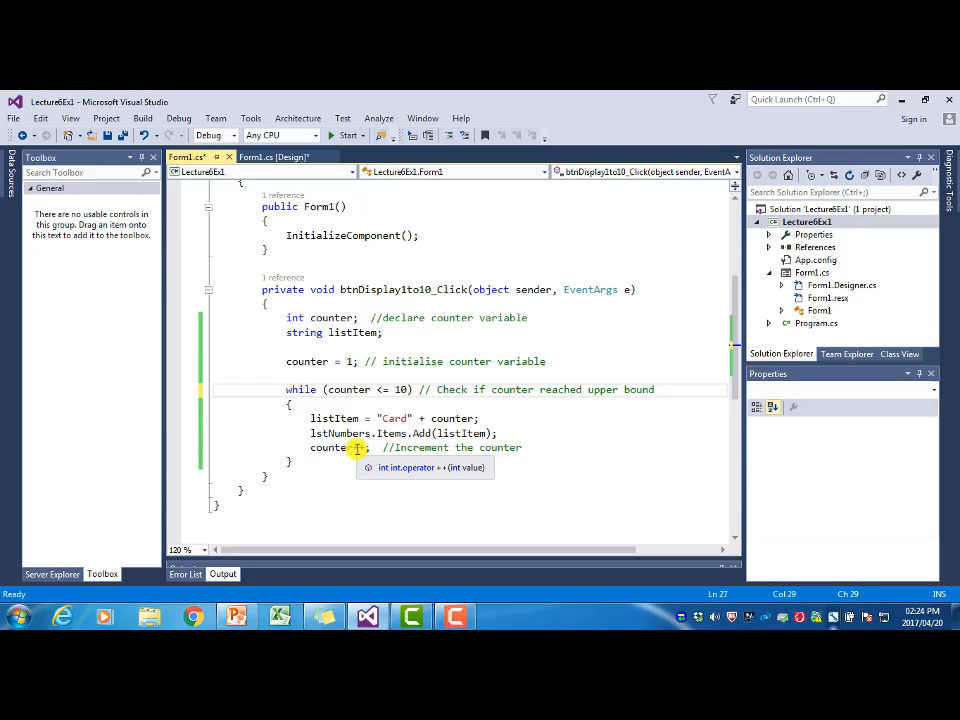 Lecture6Ex1 - Microsoft Visual Studio
Quick Launch (Ctrl+Q)
File Edit View Project Build Debug Team Tools Architecture Test Analyze Window Help
Sign in
Debug Any CPU Start
Data Sources
Toolbox
Form1.cs* Form1.cs [Design]*
Solution Explorer
Diagnostic Tools
Search Toolbox
Lecture6Ex1 Lecture6Ex1.Form1 btnDisplay1to10_Click(object sender, EventA
General
There are no usable controls in
this group. Drag an item onto
this text to add it to the toolbox.
{
1 reference
public Form1()
{
InitializeComponent();
}
1 reference
private void btnDisplay1to10_Click(object sender, EventArgs e)
{
int counter; //declare counter variable
string listItem;
counter = 1; // initialise counter variable
while (counter <= 10) // Check if counter reached upper bound
{
listItem = "Card" + counter;
lstNumbers.Items.Add(listItem);
counter++; //Increment the counter
int int.operator ++(int value)
}
}
}
}
120 %
Search Solution Explorer (Ctrl+;)
Solution 'Lecture6Ex1' (1 project)
Lecture6Ex1
Properties
References
App.config
Form1.cs
Form1.Designer.cs
Form1.resx
Form1
Program.cs
Solution Explorer Team Explorer Class View
Properties
Server Explorer Toolbox
Error List Output
Ready Ln 27 Col 29 Ch 29 INS
02:24 PM
2017/04/20